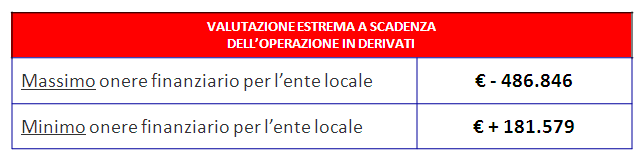 VALUTAZIONE ESTREMA A SCADENZA
DELL'OPERAZIONE IN DERIVATI
Massimo onere finanziario per l'ente locale € - 486.846
Minimo onere finanziario per l'ente locale € + 181.579